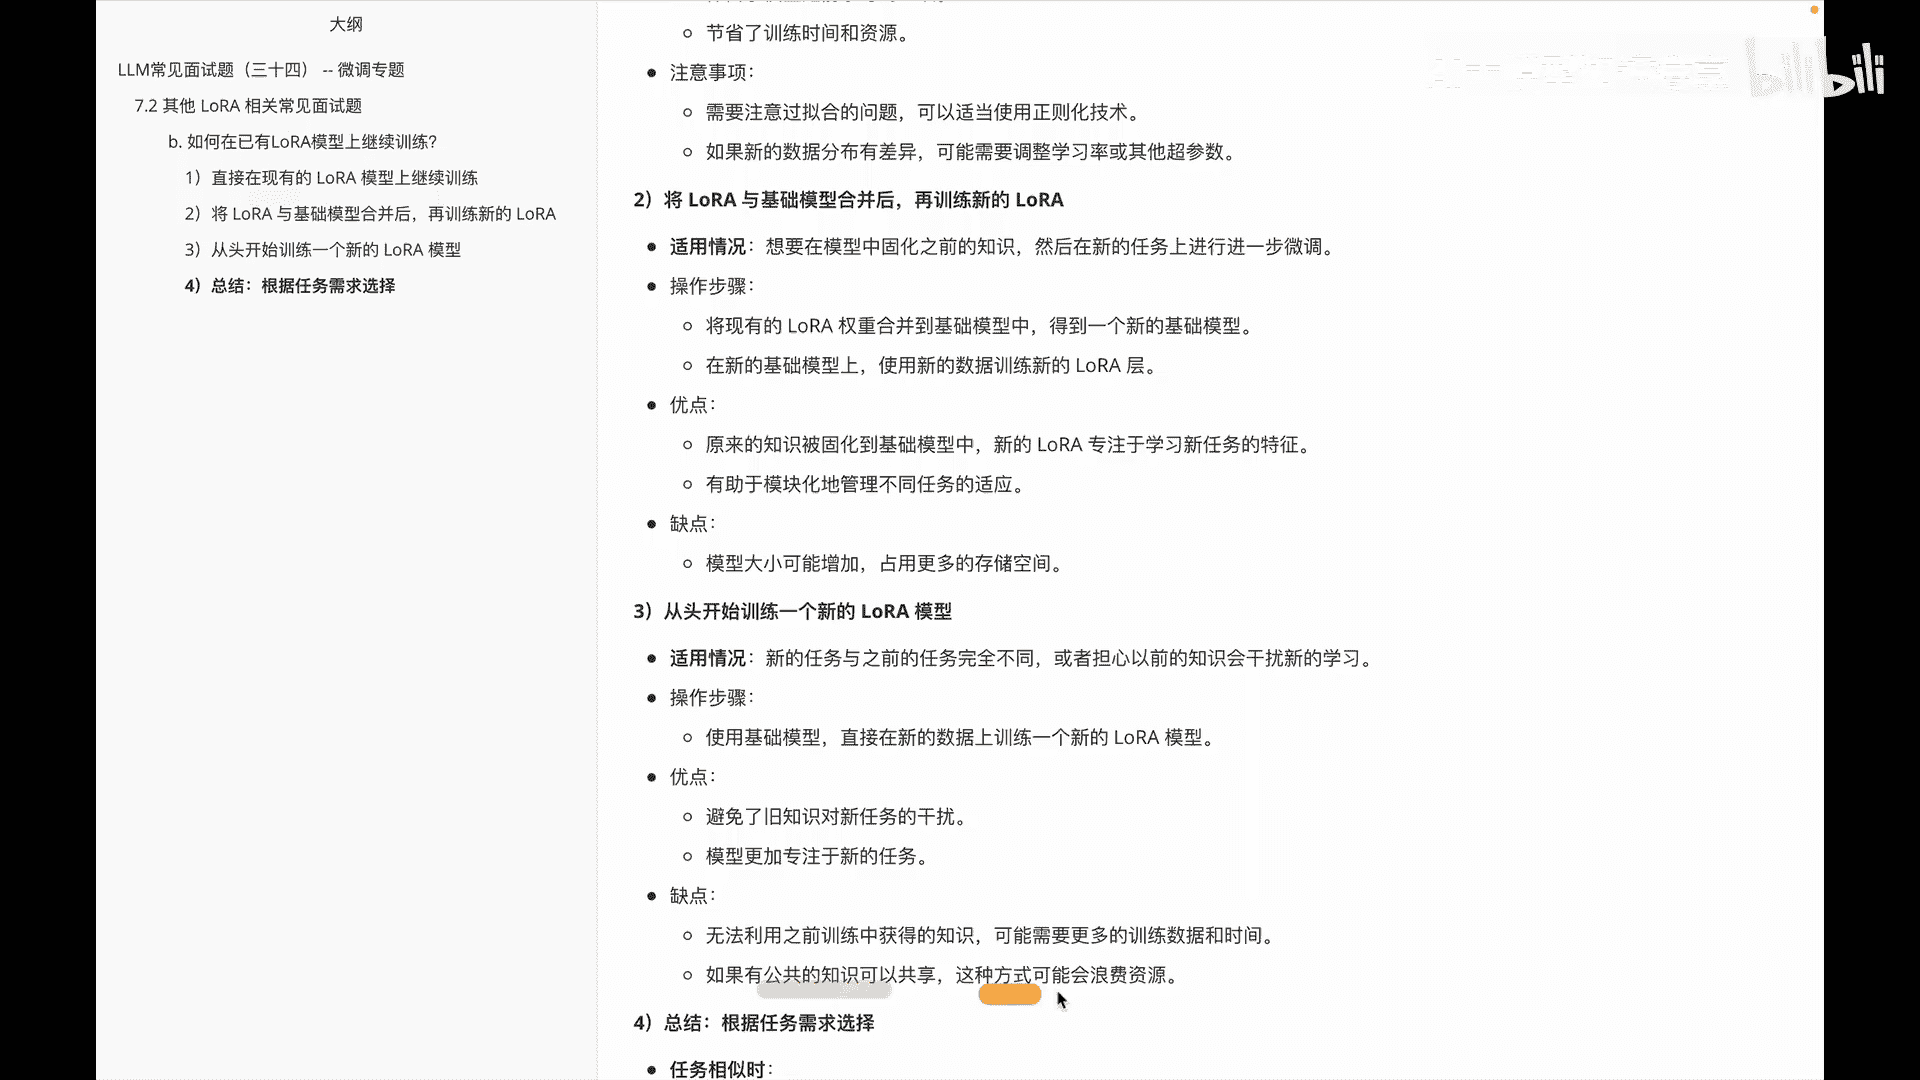 大纲
LLM常见面试题（三十四） -- 微调专题
7.2 其他 LoRA 相关常见面试题
b. 如何在已有LoRA模型上继续训练？
1）直接在现有的 LoRA 模型上继续训练
2）将 LoRA 与基础模型合并后，再训练新的 LoRA
3）从头开始训练一个新的 LoRA 模型
4）总结：根据任务需求选择
节省了训练时间和资源。
注意事项：
需要注意过拟合的问题，可以适当使用正则化技术。
如果新的数据分布有差异，可能需要调整学习率或其他超参数。
2）将 LoRA 与基础模型合并后，再训练新的 LoRA
适用情况：想要在模型中固化之前的知识，然后在新的任务上进行进一步微调。
操作步骤：
将现有的 LoRA 权重合并到基础模型中，得到一个新的基础模型。
在新的基础模型上，使用新的数据训练新的 LoRA 层。
优点：
原来的知识被固化到基础模型中，新的 LoRA 专注于学习新任务的特征。
有助于模块化地管理不同任务的适应。
缺点：
模型大小可能增加，占用更多的存储空间。
3）从头开始训练一个新的 LoRA 模型
适用情况：新的任务与之前的任务完全不同，或者担心以前的知识会干扰新的学习。
操作步骤：
使用基础模型，直接在新的数据上训练一个新的 LoRA 模型。
优点：
避免了旧知识对新任务的干扰。
模型更加专注于新的任务。
缺点：
无法利用之前训练中获得的知识，可能需要更多的训练数据和时间。
如果有公共的知识可以共享，这种方式可能会浪费资源。
4）总结：根据任务需求选择
任务相似时：
bilibili